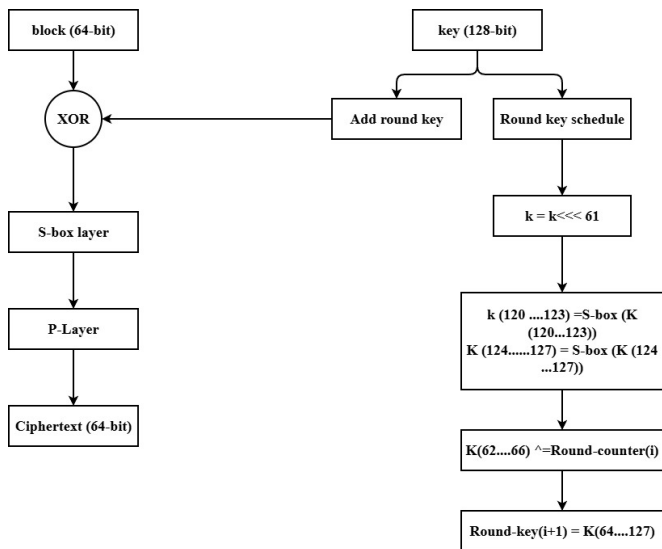 block (64-bit)
key (128-bit)
XOR
Add round key
Round key schedule
S-box layer
k = k<<< 61
P-Layer
k (120 ....123) =S-box (K
(120...123))
K (124......127) = S-box (K (124
...127))
Ciphertext (64-bit)
K(62....66) ^=Round-counter(i)
Round-key(i+1) = K(64....127)